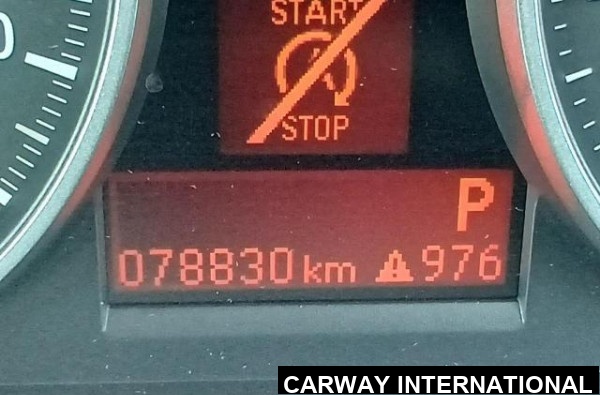 START
STOP
P
078830 km ⚠976
CARWAY INTERNATIONAL